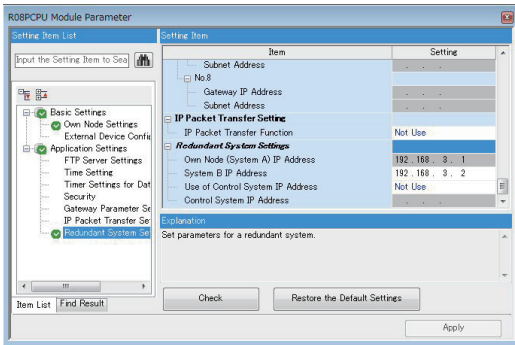 R08PCPU Module Parameter
Setting Item List
Input the Setting Item to Sea
Basic Settings
Own Node Settings
External Device Config
Application Settings
FTP Server Settings
Time Setting
Timer Settings for Dat
Security
Gateway Parameter Se
IP Packet Transfer Se
Redundant System Se
Item List
Find Result
Setting Item
Item Setting
Subnet Address . . .
No.8
Gateway IP Address . . .
Subnet Address . . .
IP Packet Transfer Setting
IP Packet Transfer Function Not Use
Redundant System Settings
Own Node (System A) IP Address 192 . 168 . 3 . 1
System B IP Address 192 . 168 . 3 . 2
Use of Control System IP Address Not Use
Control System IP Address . . .
Explanation
Set parameters for a redundant system.
Check
Restore the Default Settings
Apply